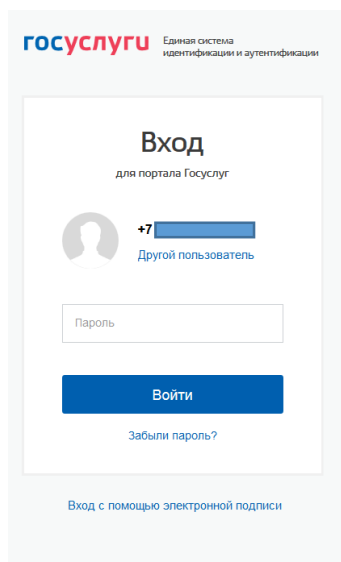 госуслуги
Единая система
идентификации и аутентификации
Вход
для портала Госуслуг
+7
Другой пользователь
Пароль
Войти
Забыли пароль?
Вход с помощью электронной подписи